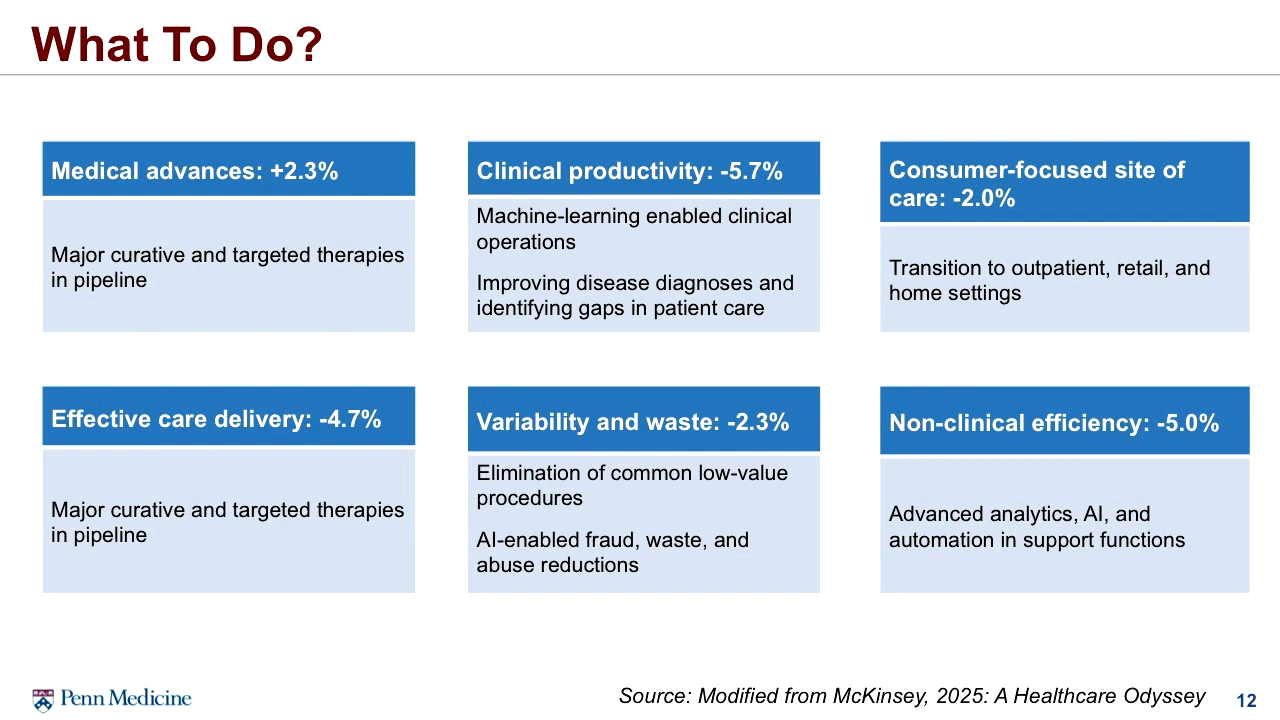 What To Do?
Medical advances: +2.3%
Major curative and targeted therapies
in pipeline
Clinical productivity: -5.7%
Machine-learning enabled clinical
operations
Improving disease diagnoses and
identifying gaps in patient care
Consumer-focused site of
care: -2.0%
Transition to outpatient, retail, and
home settings
Effective care delivery: -4.7%
Major curative and targeted therapies
in pipeline
Variability and waste: -2.3%
Elimination of common low-value
procedures
AI-enabled fraud, waste, and
abuse reductions
Non-clinical efficiency: -5.0%
Advanced analytics, AI, and
automation in support functions
Penn Medicine
Source: Modified from McKinsey, 2025: A Healthcare Odyssey
12